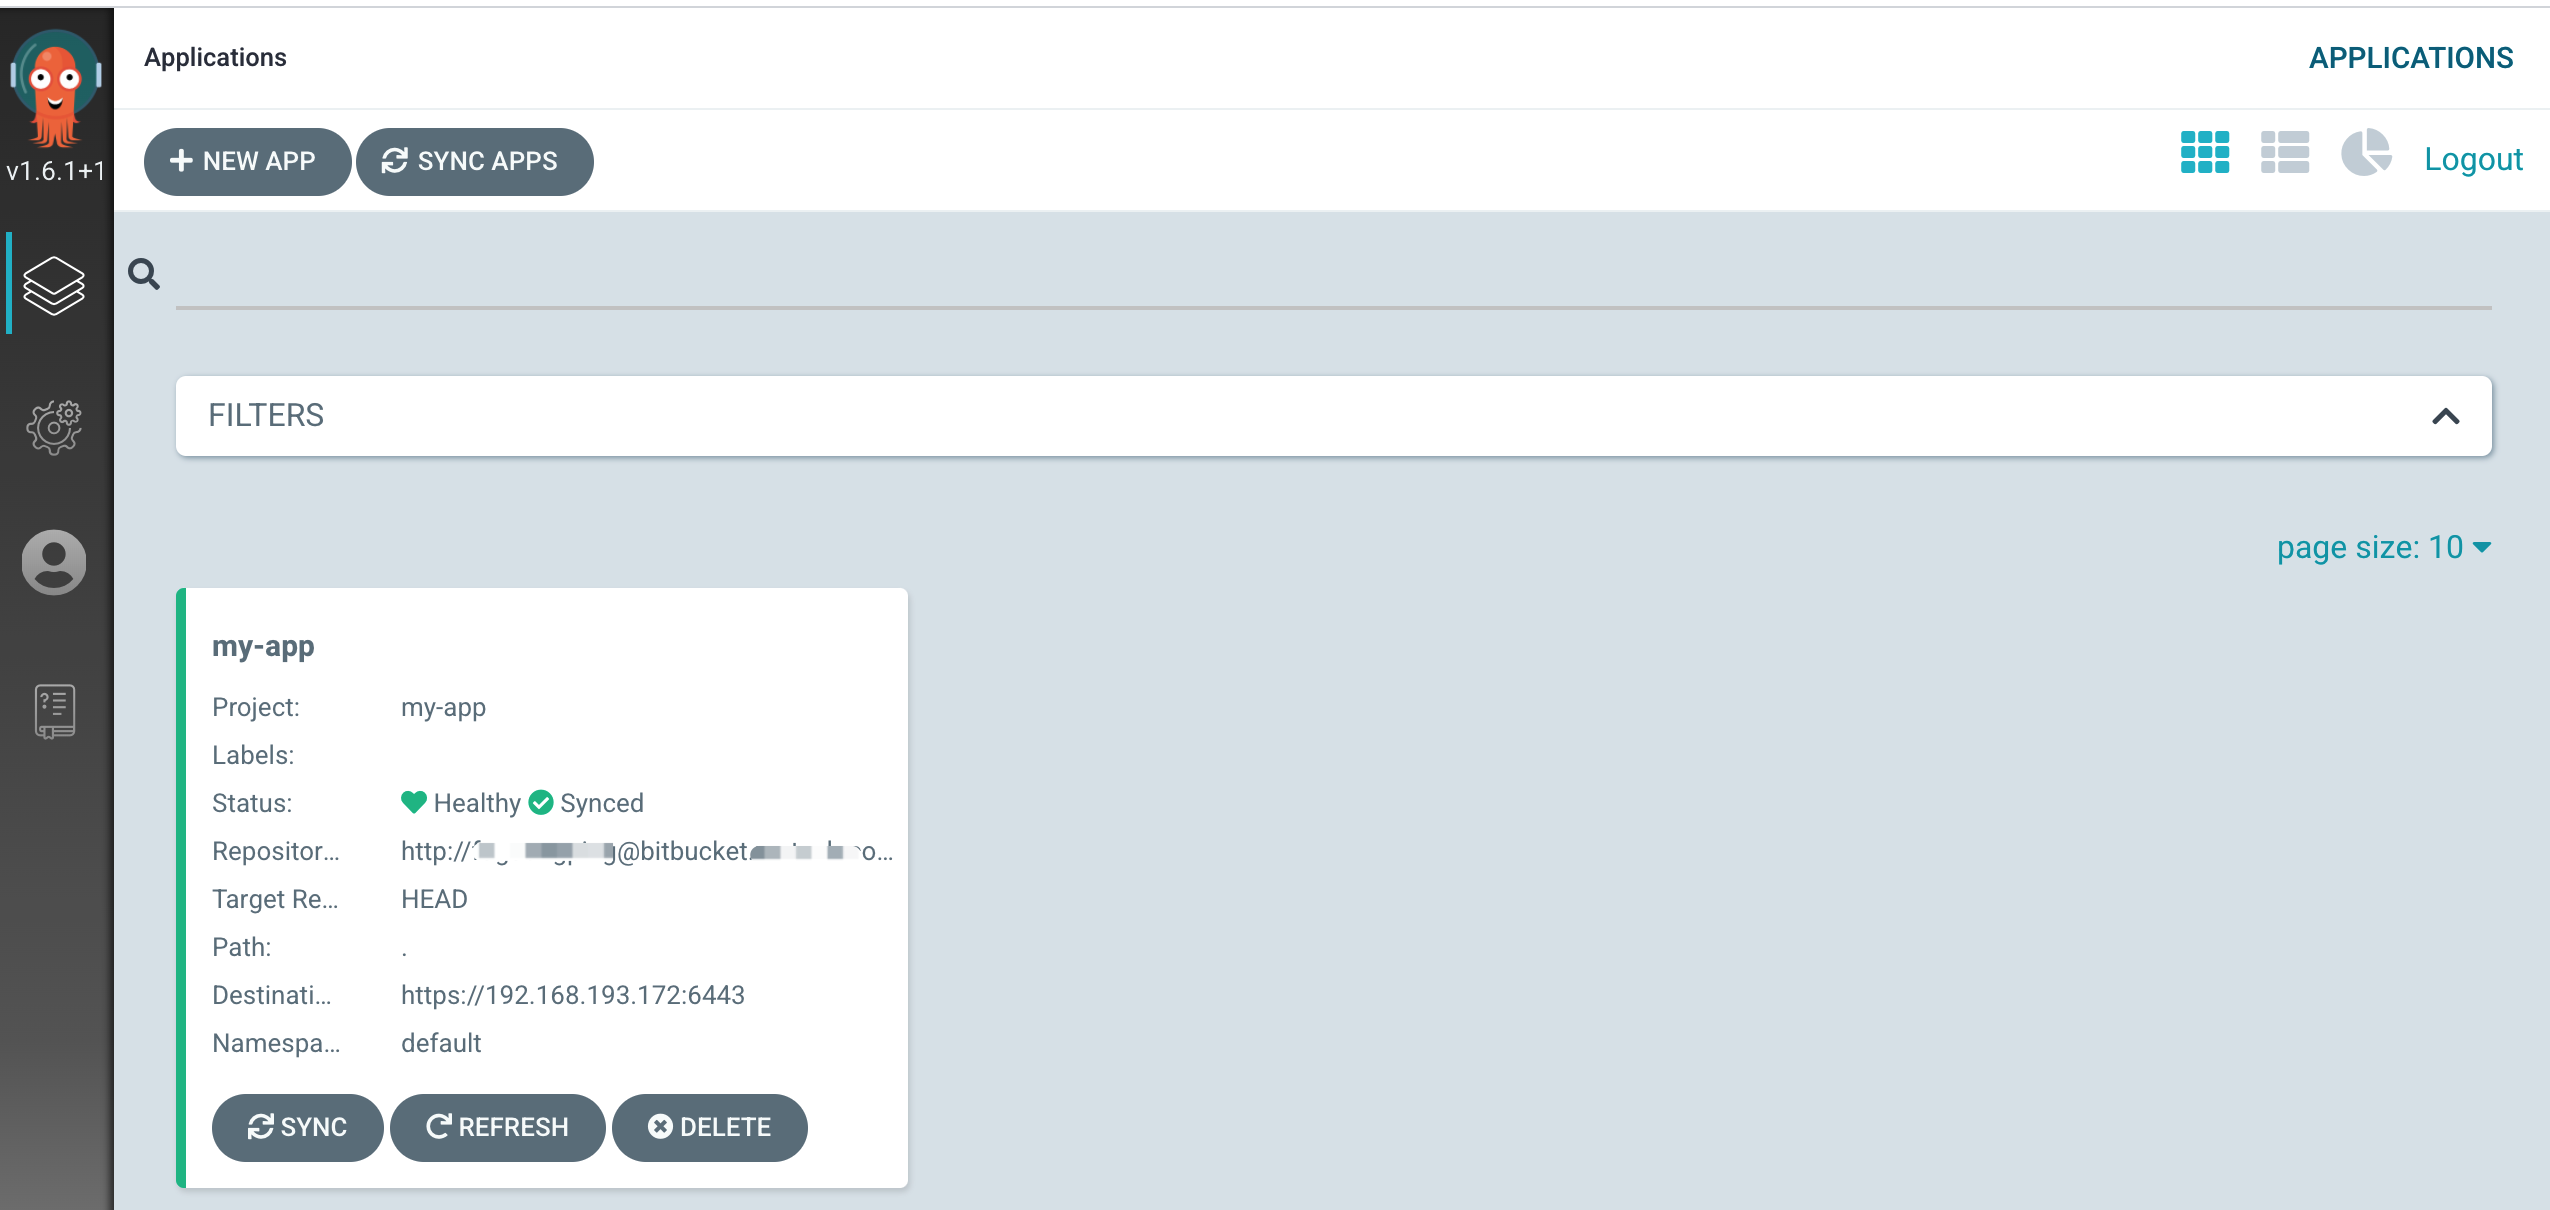 Applications
APPLICATIONS
v1.6.1+1
NEW APP
SYNC APPS
Logout
FILTERS
page size: 10
my-app
Project: my-app
Labels:
Status: Healthy Synced
Repositor... http://
@bitbucket.
o...
Target Re... HEAD
Path: .
Destinati... https://192.168.193.172:6443
Namespa... default
SYNC
REFRESH
DELETE